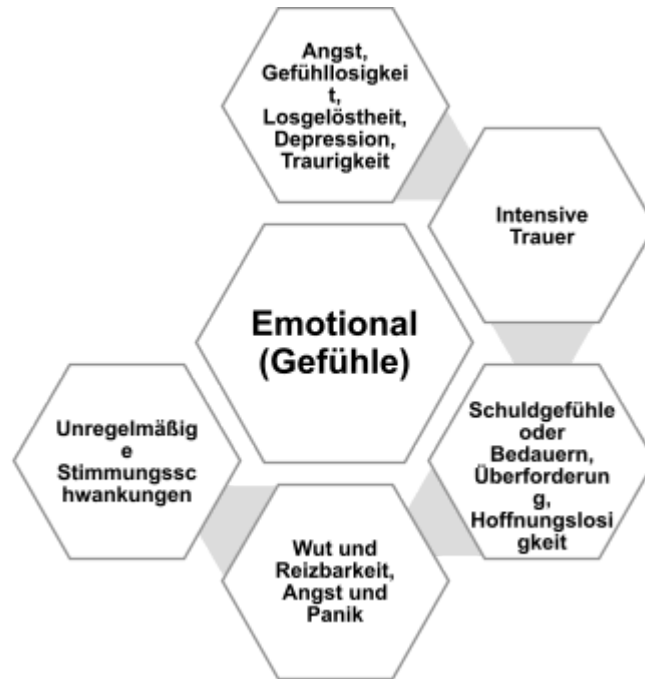 Angst,
Gefühllosigkei
t,
Losgelöstheit,
Depression,
Traurigkeit
Intensive
Trauer
Emotional
(Gefühle)
Schuldgefühle
oder
Bedauern,
Überforderun
g,
Hoffnungslosi
gkeit
Wut und
Reizbarkeit,
Angst und
Panik
Unregelmäßig
e
Stimmungssc
hwankungen